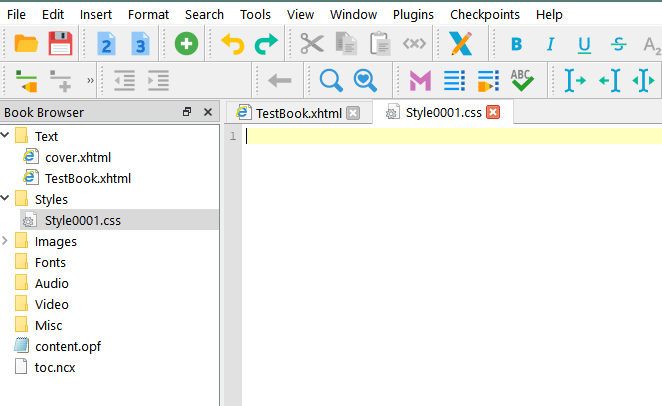 File Edit Insert Format Search Tools View Window Plugins Checkpoints Help
2 3 B I U S A2
» M ABC
Book Browser
TestBook.xhtml Style0001.css
Text
cover.xhtml
TestBook.xhtml
Styles
Style0001.css
Images
Fonts
Audio
Video
Misc
content.opf
toc.ncx
1